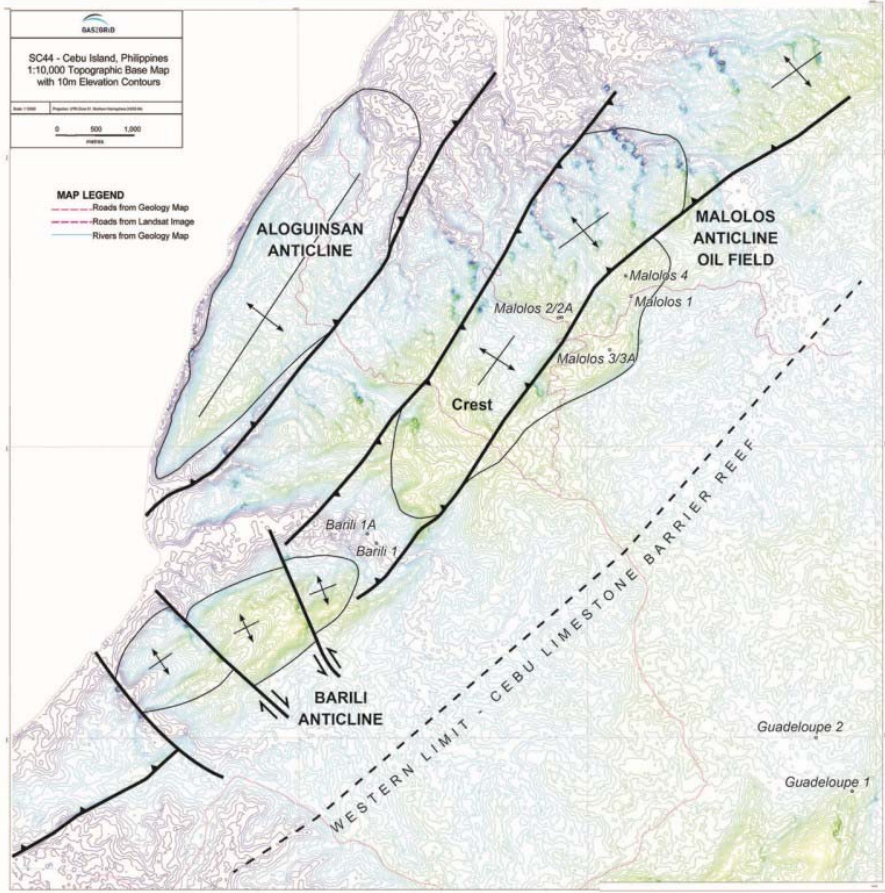 GAS2GRID
SC44 - Cebu Island, Philippines
1:10,000 Topographic Base Map
with 10m Elevation Contours
0 500 1,000
metres
MAP LEGEND
Roads from Geology Map
Roads from Landsat Image
Rivers from Geology Map
ALOGUINSAN
ANTICLINE
MALOLOS
ANTICLINE
OIL FIELD
Malolos 4
Malolos 1
Malolos 2/2A
Malolos 3/3A
Crest
Barili 1A
Barili 1
BARILI
ANTICLINE
WESTERN LIMIT - CEBU LIMESTONE BARRIER REEF
Guadeloupe 2
Guadeloupe 1